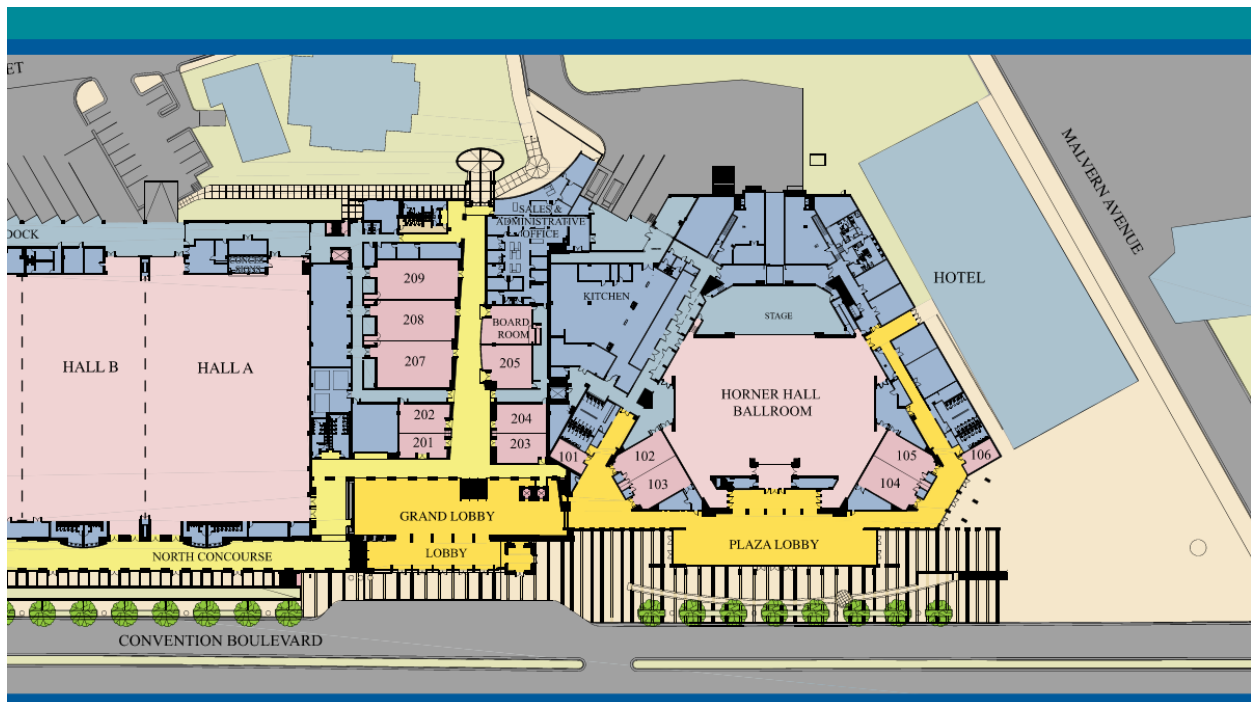 ET
DOCK
SALES &
ADMINISTRATIVE
OFFICE
MALVERN AVENUE
HOTEL
209
208
207
BOARD
ROOM
205
KITCHEN
STAGE
HALL B
HALL A
HORNER HALL
BALLROOM
202
204
201
203
101
102
103
105
104
106
GRAND LOBBY
LOBBY
NORTH CONCOURSE
PLAZA LOBBY
CONVENTION BOULEVARD